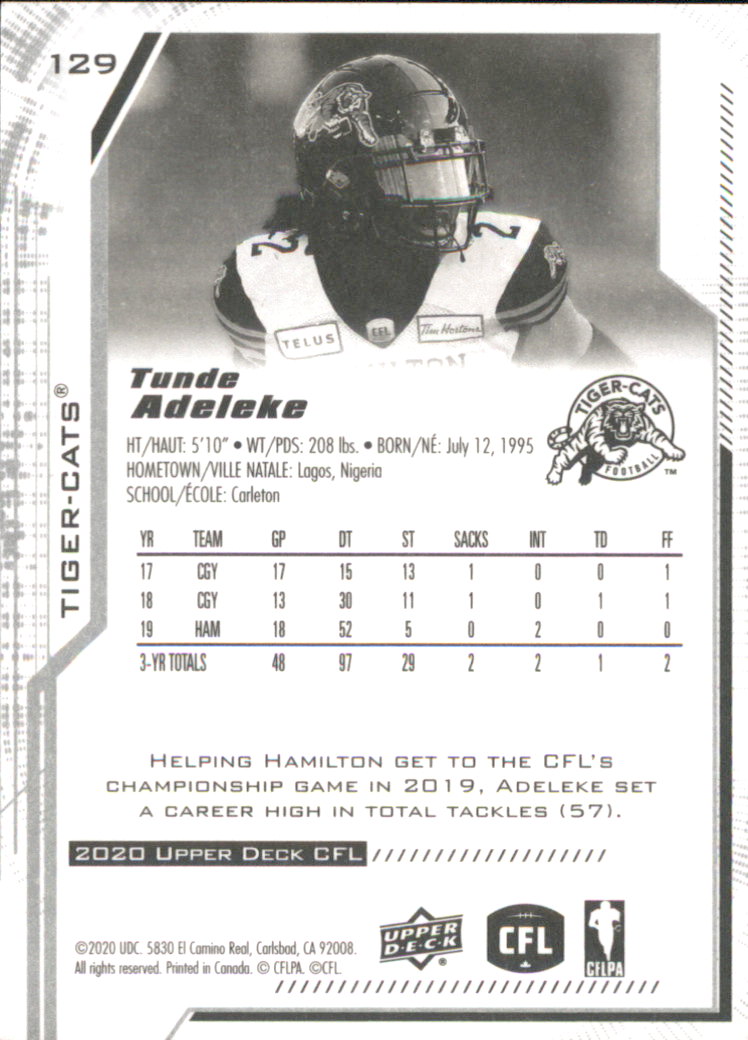 129
2
2
TELUS
CFL
Tim Hortons
TIGER-CATS®
Tunde
Adeleke
TIGER-CATS
FOOTBALL
TM
HT/HAUT: 5'10" • WT/PDS: 208 lbs. • BORN/NÉ: July 12, 1995
HOMETOWN/VILLE NATALE: Lagos, Nigeria
SCHOOL/ÉCOLE: Carleton
YR TEAM GP DT ST SACKS INT TD FF
17 CGY 17 15 13 1 0 0 1
18 CGY 13 30 11 1 0 1 1
19 HAM 18 52 5 0 2 0 0
3-YR TOTALS 48 97 29 2 2 1 2
Helping Hamilton get to the CFL's
championship game in 2019, Adeleke set
a career high in total tackles (57).
2020 Upper Deck CFL
©2020 UDC. 5830 El Camino Real, Carlsbad, CA 92008.
All rights reserved. Printed in Canada. © CFLPA. ©CFL.
UPPER
D•E•C•K
®
CFL
CFLPA